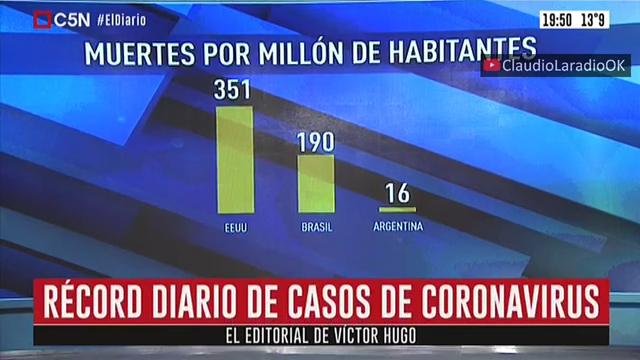 C5N #ElDiario
19:50 13°9
MUERTES POR MILLÓN DE HABITANTES
ClaudioLaradioOK
351
190
16
EEUU BRASIL ARGENTINA
RÉCORD DIARIO DE CASOS DE CORONAVIRUS
EL EDITORIAL DE VÍCTOR HUGO